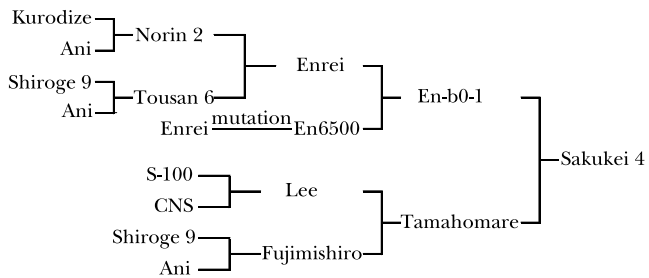 Kurodize
Ani
Norin 2
Shiroge 9
Ani
Tousan 6
Enrei
Enrei
mutation
En6500
En-b0-1
S-100
CNS
Lee
Shiroge 9
Ani
Fujimishiro
Tamahomare
Sakukei 4